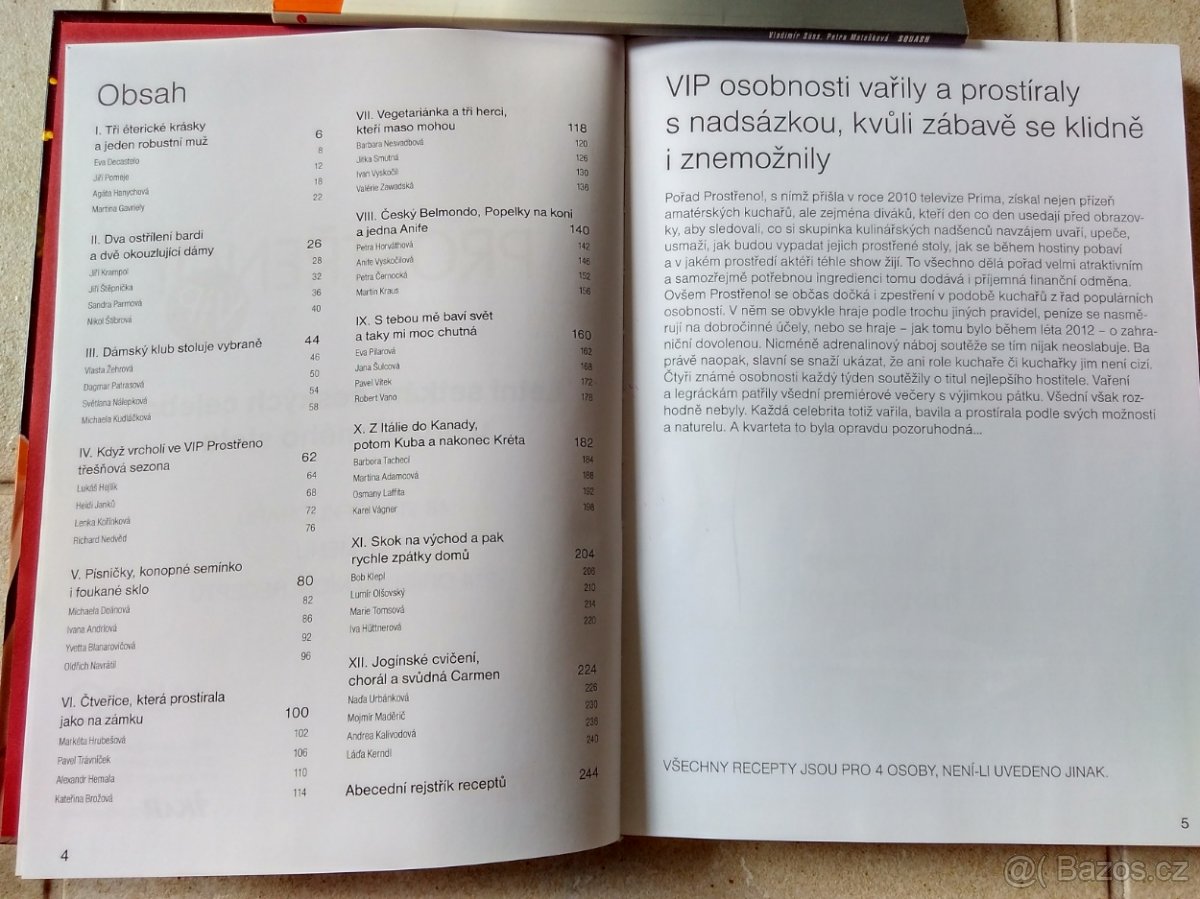 Vladimír Süss, Petra Matošková SQUASH
Obsah
I. Tři éterické krásky
a jeden robustní muž 6
Eva Decastelo 8
Jiří Pomeje 12
Agáta Hanychová 18
Martina Gavriely 22
II. Dva ostřílení bardi
a dvě okouzlující dámy 26
Jiří Krampol 28
Jiří Štěpnička 32
Sandra Parmová 36
Nikol Štíbrová 40
III. Dámský klub stoluje vybraně 44
Vlasta Žehrová 46
Dagmar Patrasová 50
Světlana Nálepková 54
Michaela Kudláčková 58
IV. Když vrcholí ve VIP Prostřeno
třešňová sezona 62
Lukáš Hejlík 64
Heidi Janků 68
Lenka Kořínková 72
Richard Nedvěd 76
V. Písničky, konopné semínko
i foukané sklo 80
Michaela Dolinová 82
Ivana Andrlová 86
Yvetta Blanarovičová 92
Oldřich Navrátil 96
VI. Čtveřice, která prostírala
jako na zámku 100
Markéta Hrubešová 102
Pavel Trávníček 106
Alexandr Hemala 110
Kateřina Brožová 114
4
VII. Vegetariánka a tři herci,
kteří maso mohou 118
Barbara Nesvadbová 120
Jitka Smutná 126
Ivan Vyskočil 130
Valérie Zawadská 136
VIII. Český Belmondo, Popelky na koni
a jedna Anife 140
Petra Horváthová 142
Anife Vyskočilová 146
Petra Černocká 152
Martin Kraus 156
IX. S tebou mě baví svět
a taky mi moc chutná 160
Eva Pilarová 162
Jana Šulcová 168
Pavel Vítek 172
Robert Vano 178
X. Z Itálie do Kanady,
potom Kuba a nakonec Kréta 182
Barbora Tachecí 184
Martina Adamcová 188
Osmany Laffita 192
Karel Vágner 198
XI. Skok na východ a pak
rychle zpátky domů 204
Bob Klepl 206
Lumír Olšovský 210
Marie Tomsová 214
Iva Hüttnerová 220
XII. Jogínské cvičení,
chorál a svůdná Carmen 224
Naďa Urbánková 226
Mojmír Maděrič 230
Andrea Kalivodová 236
Láďa Kerndl 240
Abecední rejstřík receptů 244
VIP osobnosti vařily a prostíraly
s nadsázkou, kvůli zábavě se klidně
i znemožnily
Pořad Prostřeno!, s nímž přišla v roce 2010 televize Prima, získal nejen přízeň
amatérských kuchařů, ale zejména diváků, kteří den co den usedají před obrazov-
ky, aby sledovali, co si skupinka kulinářských nadšenců navzájem uvaří, upeče,
usmaží, jak budou vypadat jejich prostřené stoly, jak se během hostiny pobaví
a v jakém prostředí aktéři téhle show žijí. To všechno dělá pořad velmi atraktivním
a samozřejmě potřebnou ingredienci tomu dodává i příjemná finanční odměna.
Ovšem Prostřeno! se občas dočká i zpestření v podobě kuchařů z řad populárních
osobností. V něm se obvykle hraje podle trochu jiných pravidel, peníze se nasmě-
rují na dobročinné účely, nebo se hraje – jak tomu bylo během léta 2012 – o zahra-
niční dovolenou. Nicméně adrenalinový náboj soutěže se tím nijak neoslabuje. Ba
právě naopak, slavní se snaží ukázat, že ani role kuchaře či kuchařky jim není cizí.
Čtyři známé osobnosti každý týden soutěžily o titul nejlepšího hostitele. Vaření
a legráckám patřily všední premiérové večery s výjimkou pátku. Všední však roz-
hodně nebyly. Každá celebrita totiž vařila, bavila a prostírala podle svých možností
a naturelu. A kvarteta to byla opravdu pozoruhodná...
VŠECHNY RECEPTY JSOU PRO 4 OSOBY, NENÍ-LI UVEDENO JINAK.
5
Bazos.cz